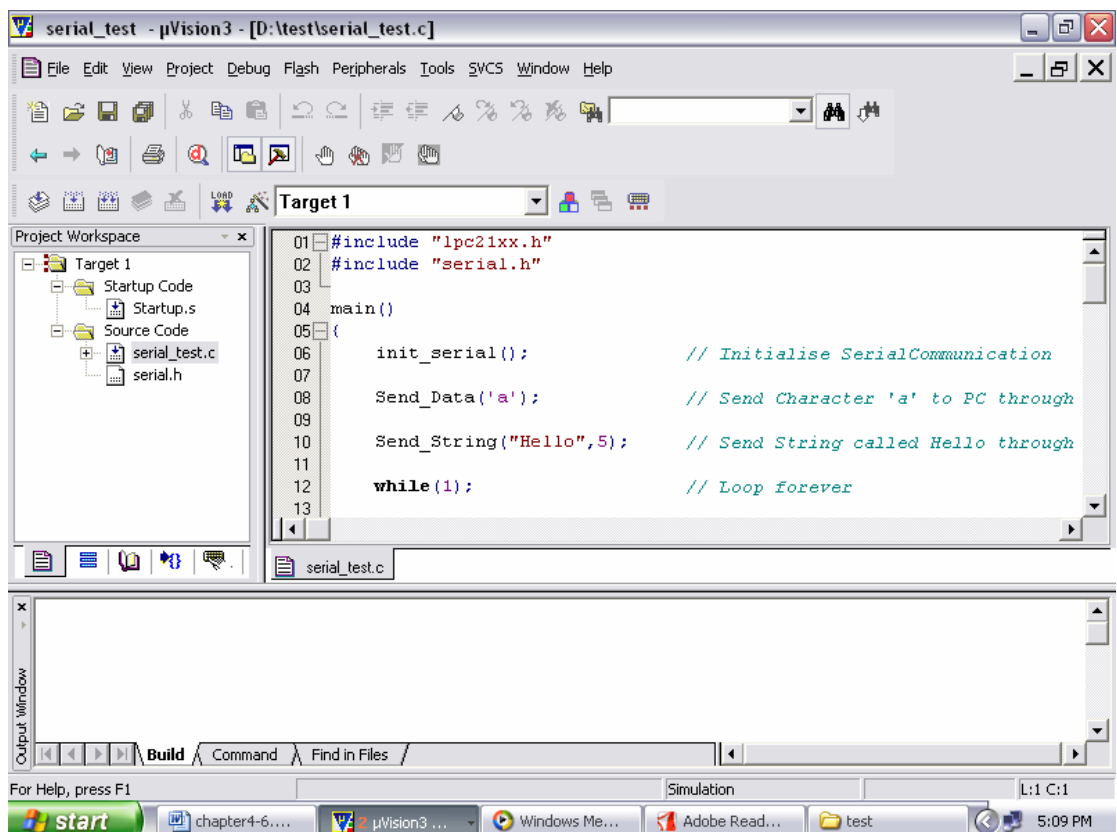 serial_test - µVision3 - [D:\test\serial_test.c]
File Edit View Project Debug Flash Peripherals Tools SVCS Window Help
LOAD
Target 1
Project Workspace
Target 1
Startup Code
Startup.s
Source Code
serial_test.c
serial.h
01 #include "lpc21xx.h"
02 #include "serial.h"
03
04 main()
05 {
06 init_serial(); // Initialise SerialCommunication
07
08 Send_Data('a'); // Send Character 'a' to PC through
09
10 Send_String("Hello",5); // Send String called Hello through
11
12 while(1); // Loop forever
13
serial_test.c
Output Window
Build Command Find in Files
For Help, press F1 Simulation L:1 C:1
start chapter4-6.... 2 µVision3 ... Windows Me... Adobe Read... test 5:09 PM